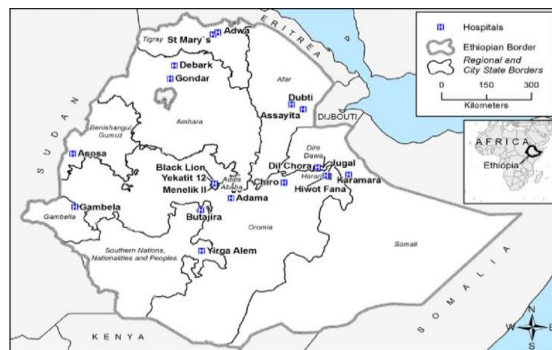 Hospitals
Ethiopian Border
Regional and
City State Borders
0
150
300
Kilometers
AFRICA
Ethiopia
ERITREA
Tigray
St Mary's
Adwa
Debark
Gondar
Afar
Dubti
Assayita
DJIBOUTI
SUDAN
Benishangul
Gumuz
Amhara
Asosa
Black Lion
Yekatit 12
Menelik II
Addis
Ababa
Dire
Dawa
Dil Chora
Jugal
Harari
Karamara
Chiro
Hiwot Fana
Adama
Gambela
Gambella
Butajira
Oromia
Somali
Southern Nations,
Nationalities and Peoples
Yirga Alem
SOMALIA
KENYA
N
W
E
S